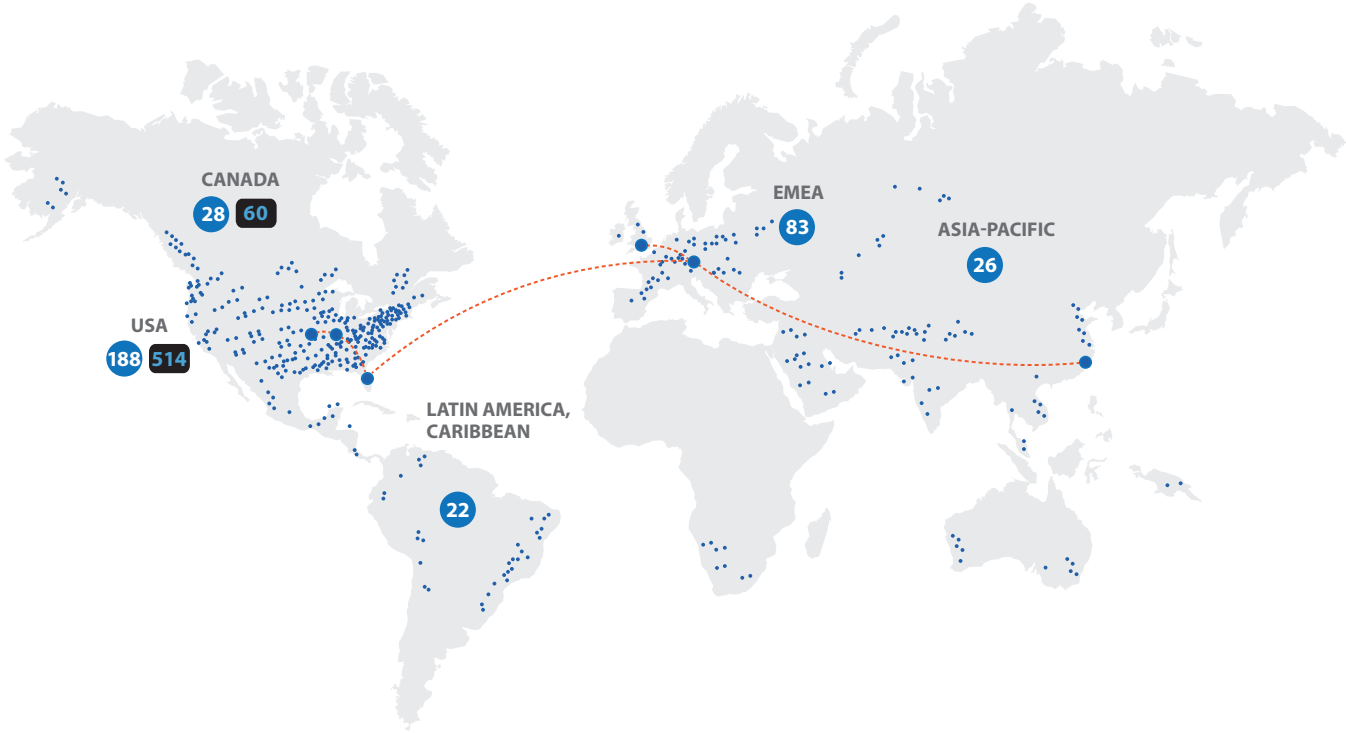 CANADA
28 60
EMEA
83
ASIA-PACIFIC
26
USA
188 514
LATIN AMERICA,
CARIBBEAN
22